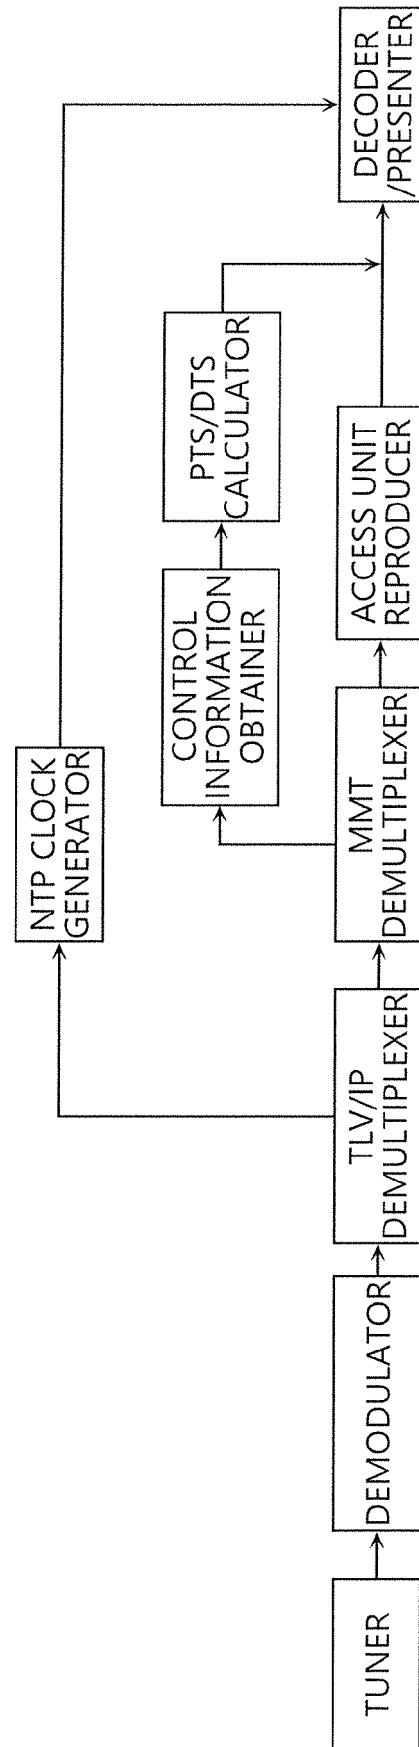 TUNER
DEMODULATOR
TLV/IP
DEMULTIPLEXER
NTP CLOCK
GENERATOR
MMT
DEMULTIPLEXER
CONTROL
INFORMATION
OBTAINER
PTS/DTS
CALCULATOR
ACCESS UNIT
REPRODUCER
DECODER
/PRESENTER